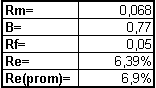 Rm= 0,068
B= 0,77
Rf= 0,05
Re= 6,39%
Re(prom)= 6,9%